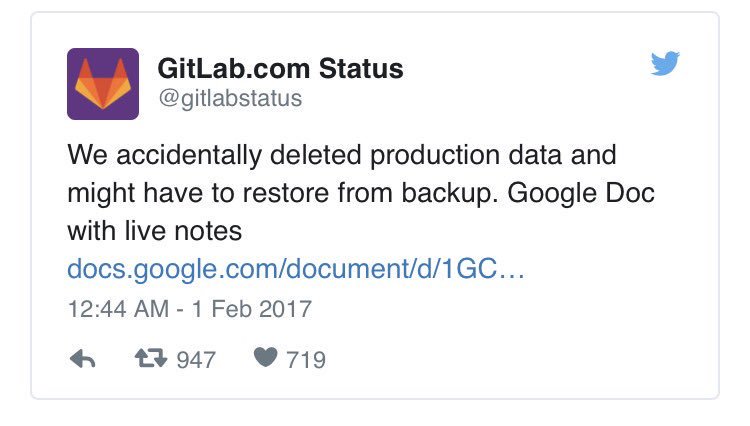 GitLab.com Status
@gitlabstatus
We accidentally deleted production data and
might have to restore from backup. Google Doc
with live notes
docs.google.com/document/d/1GC...
12:44 AM - 1 Feb 2017
947 719